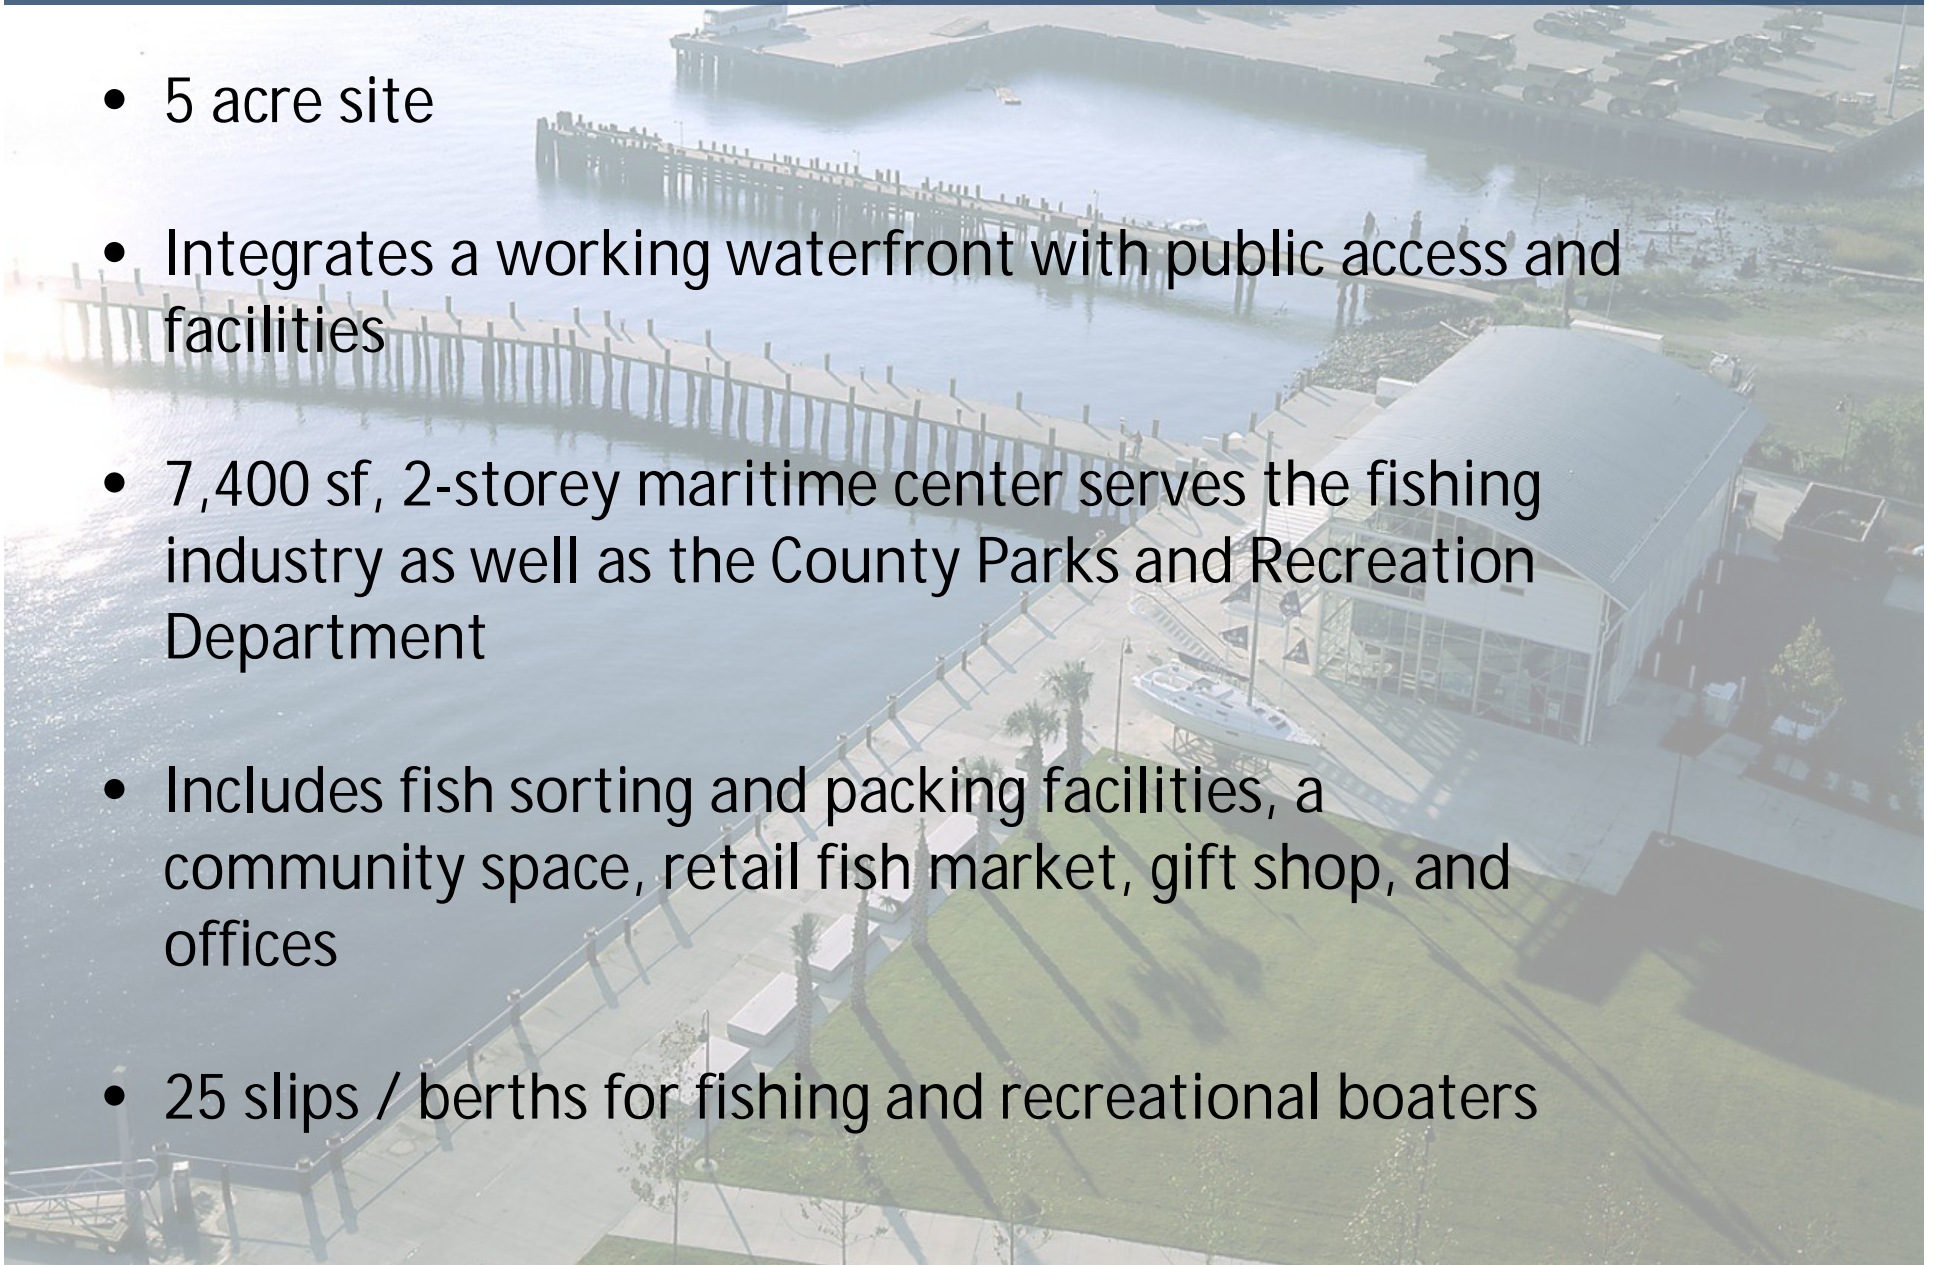 • 5 acre site
• Integrates a working waterfront with public access and
facilities
• 7,400 sf, 2-storey maritime center serves the fishing
industry as well as the County Parks and Recreation
Department
• Includes fish sorting and packing facilities, a
community space, retail fish market, gift shop, and
offices
• 25 slips / berths for fishing and recreational boaters